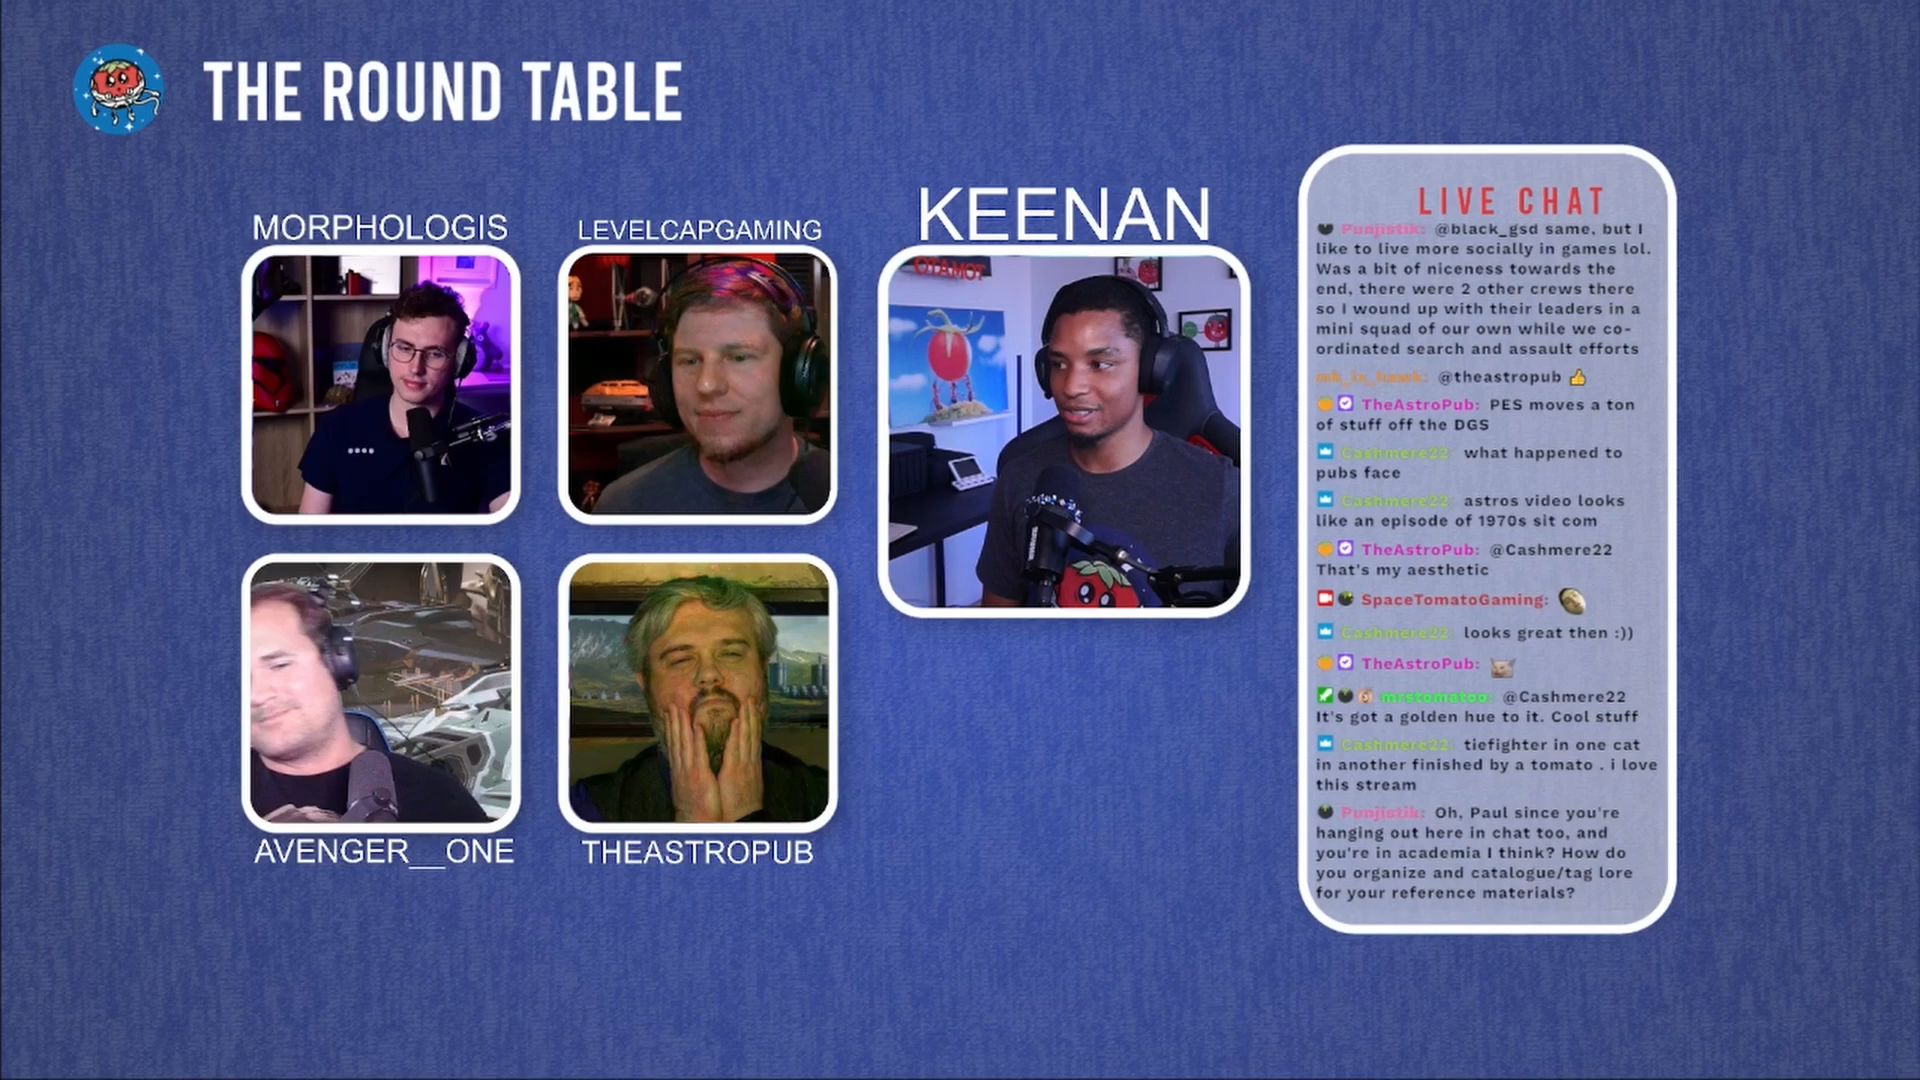 THE ROUND TABLE
MORPHOLOGIS
LEVELCAPGAMING
KEENAN
OTAMOT
AVENGER__ONE
THEASTROPUB
LIVE CHAT
Punjistik: @black_gsd same, but I
like to live more socially in games lol.
Was a bit of niceness towards the
end, there were 2 other crews there
so I wound up with their leaders in a
mini squad of our own while we co-
ordinated search and assault efforts
@theastropub 👍
TheAstroPub: PES moves a ton
of stuff off the DGS
Cashmere22: what happened to
pubs face
Cashmere22: astros video looks
like an episode of 1970s sit com
TheAstroPub: @Cashmere22
That's my aesthetic
SpaceTomatoGaming:
Cashmere22: looks great then :))
TheAstroPub:
mrstomatoo: @Cashmere22
It's got a golden hue to it. Cool stuff
Cashmere22: tiefighter in one cat
in another finished by a tomato . i love
this stream
Punjistik: Oh, Paul since you're
hanging out here in chat too, and
you're in academia I think? How do
you organize and catalogue/tag lore
for your reference materials?